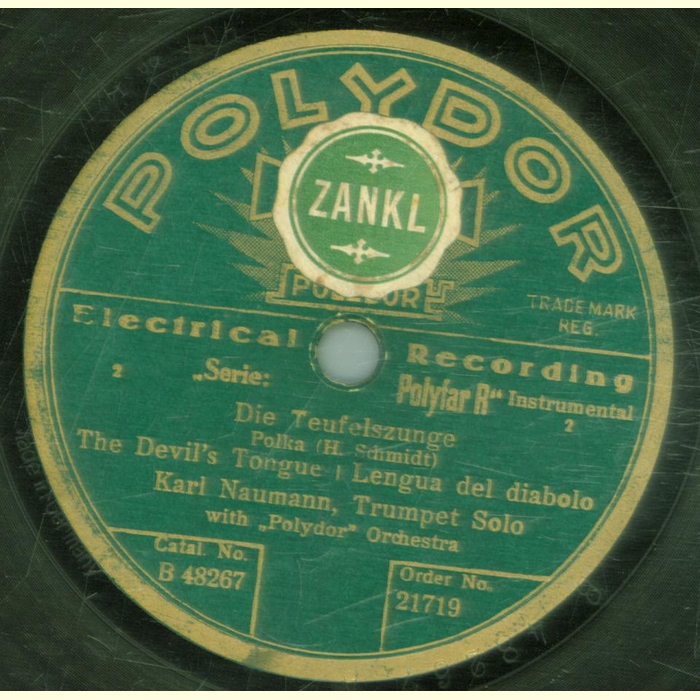 POLYDOR
ZANKL
POLYDOR
TRADE MARK
REG.
Electrical Recording
2 „Serie: Polyfar R“ Instrumental
2
Die Teufelszunge
Polka (H. Schmidt)
The Devil's Tongue | Lengua del diabolo
Karl Naumann, Trumpet Solo
with „Polydor” Orchestra
Catal. No.
B 48267
Order No.
21719